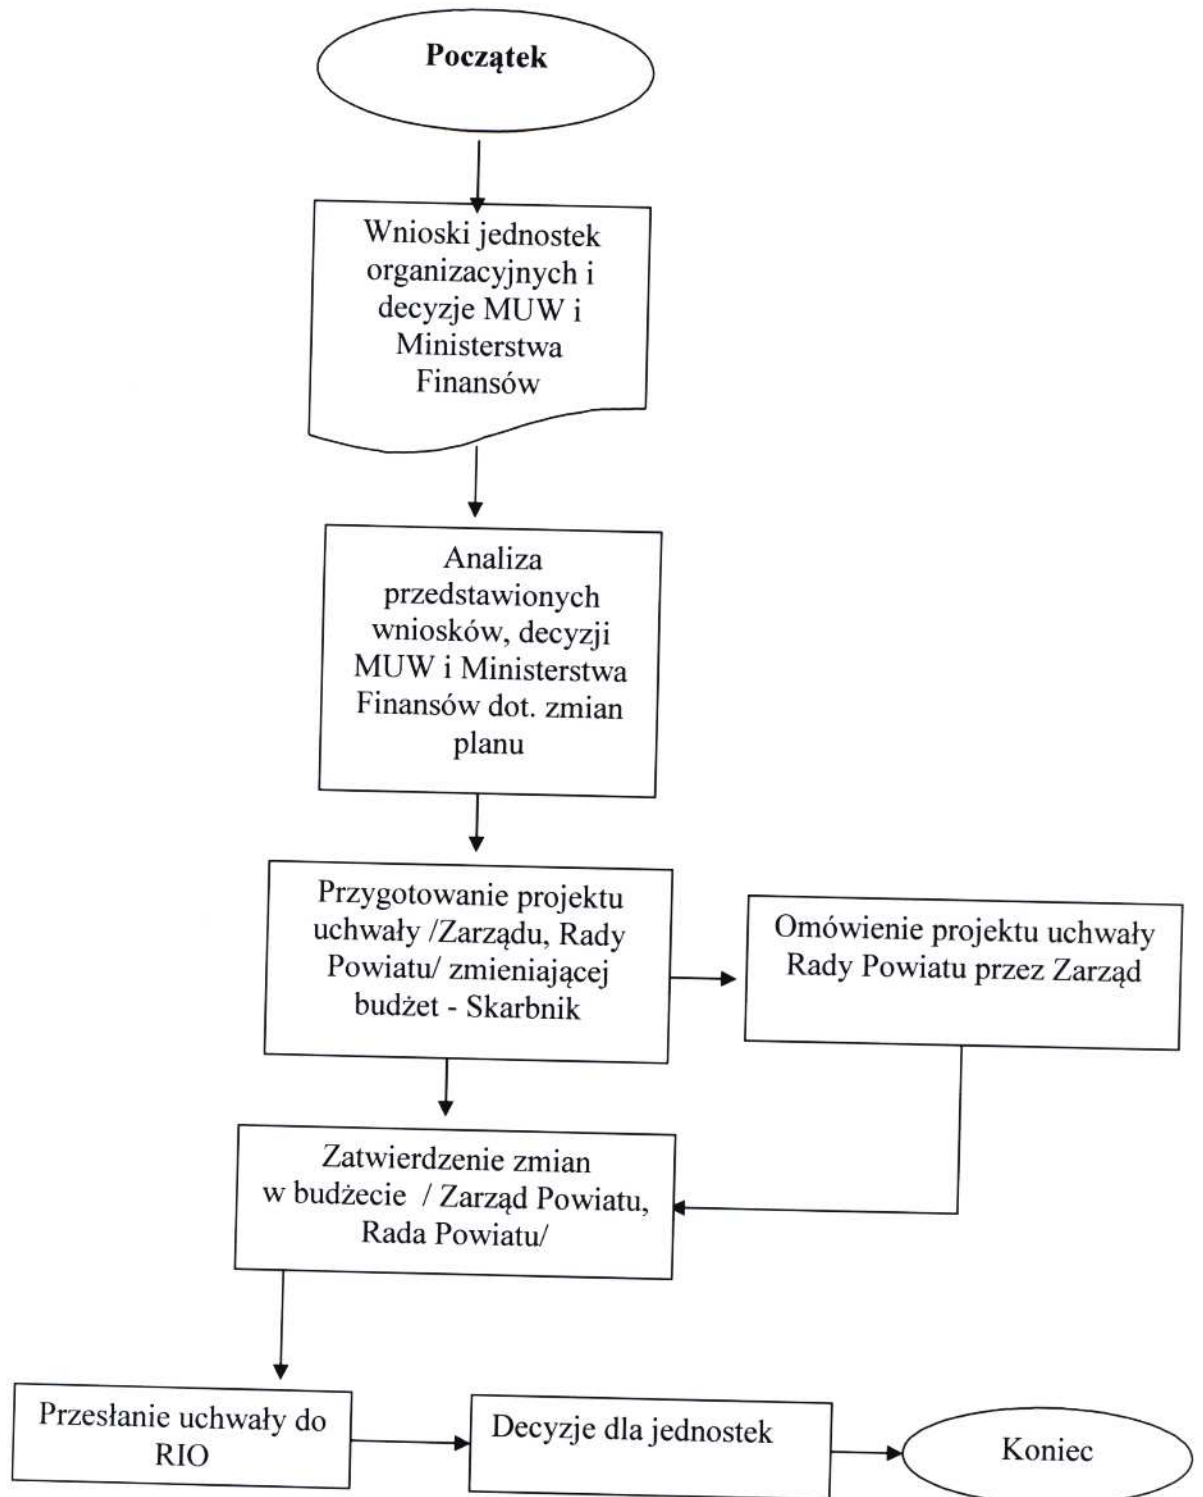 Początek
Wnioski jednostek
organizacyjnych i
decyzje MUW i
Ministerstwa
Finansów
Analiza
przedstawionych
wniosków, decyzji
MUW i Ministerstwa
Finansów dot. zmian
planu
Przygotowanie projektu
uchwały /Zarządu, Rady
Powiatu/ zmieniającej
budżet - Skarbnik
Omówienie projektu uchwały
Rady Powiatu przez Zarząd
Zatwierdzenie zmian
w budżecie / Zarząd Powiatu,
Rada Powiatu/
Przesłanie uchwały do
RIO
Decyzje dla jednostek
Koniec